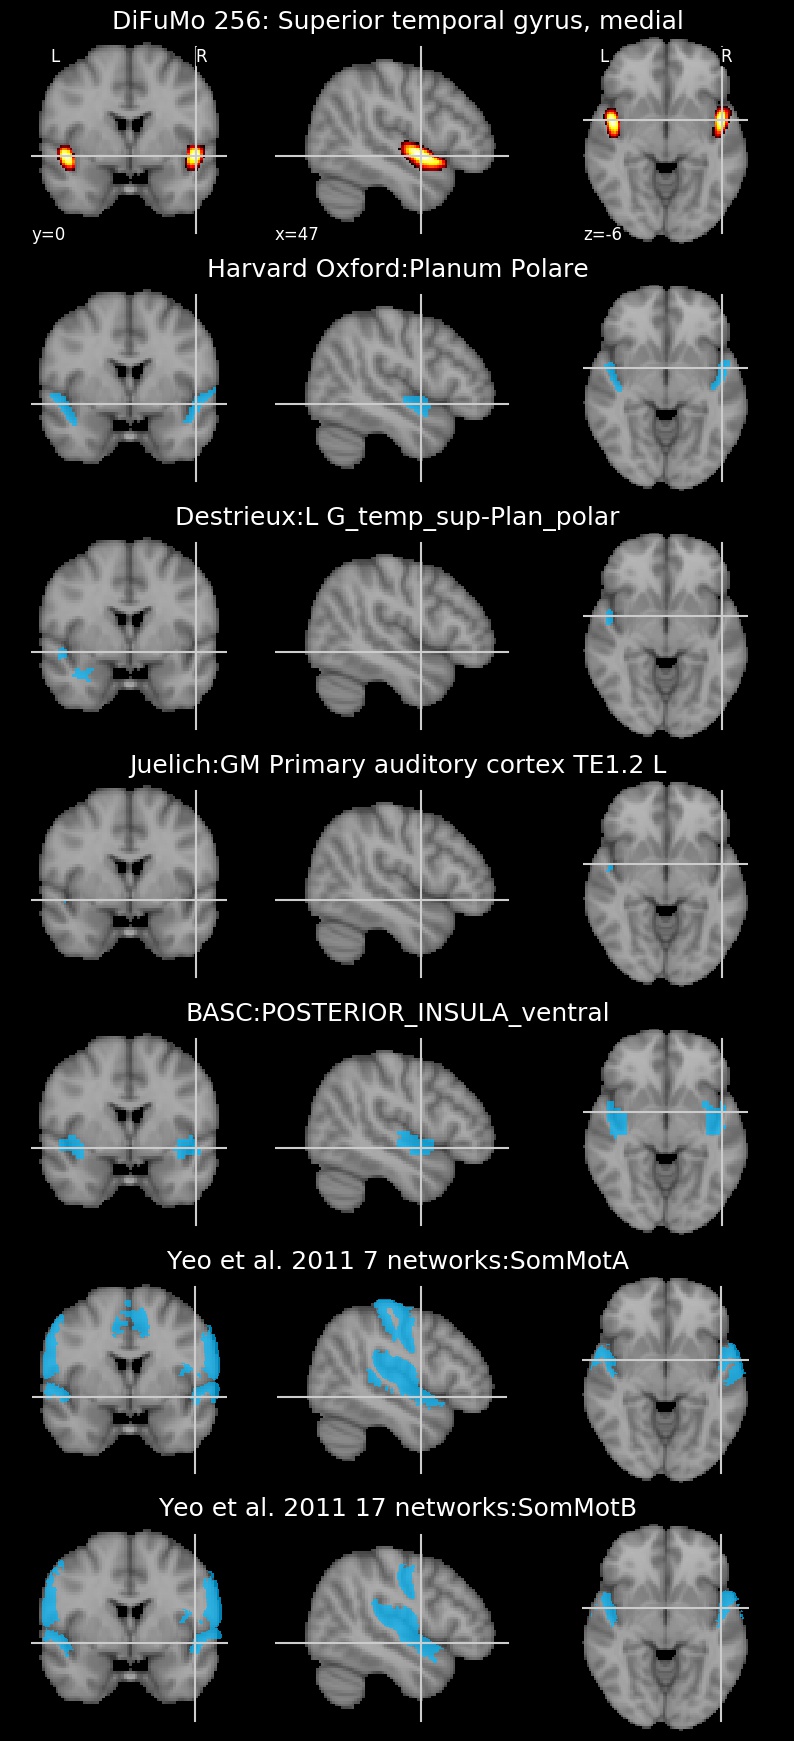 DiFuMo 256: Superior temporal gyrus, medial
L R L R
y=0 x=47 z=-6
Harvard Oxford:Planum Polare
Destrieux:L G_temp_sup-Plan_polar
Juelich:GM Primary auditory cortex TE1.2 L
BASC:POSTERIOR_INSULA_ventral
Yeo et al. 2011 7 networks:SomMotA
Yeo et al. 2011 17 networks:SomMotB